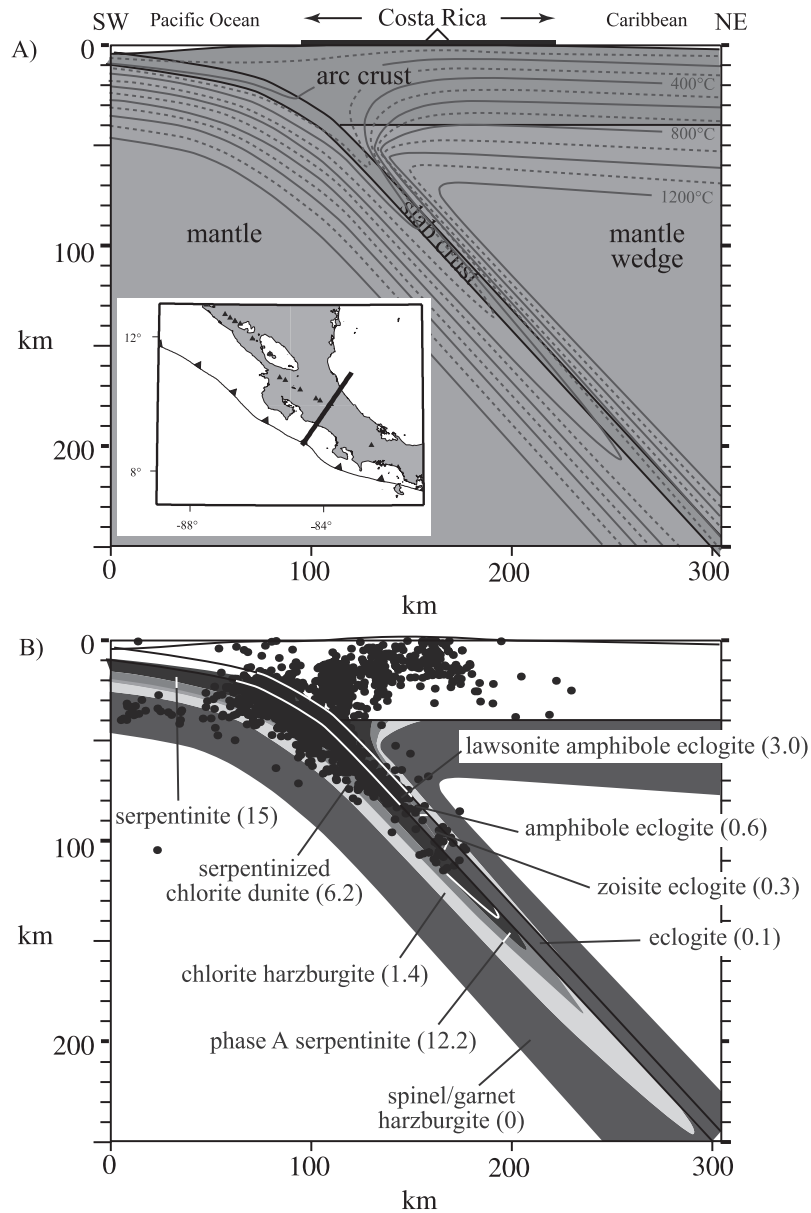 SW Pacific Ocean Costa Rica Caribbean NE
A)
0
arc crust
400°C
800°C
1200°C
slab crust
mantle
mantle
wedge
100
km
12°
8°
-88°
-84°
200
0 100 200 300
km
B)
0
lawsonite amphibole eclogite (3.0)
serpentinite (15)
amphibole eclogite (0.6)
100
serpentinized
chlorite dunite (6.2)
zoisite eclogite (0.3)
km
eclogite (0.1)
chlorite harzburgite (1.4)
phase A serpentinite (12.2)
200
spinel/garnet
harzburgite (0)
0 100 200 300
km